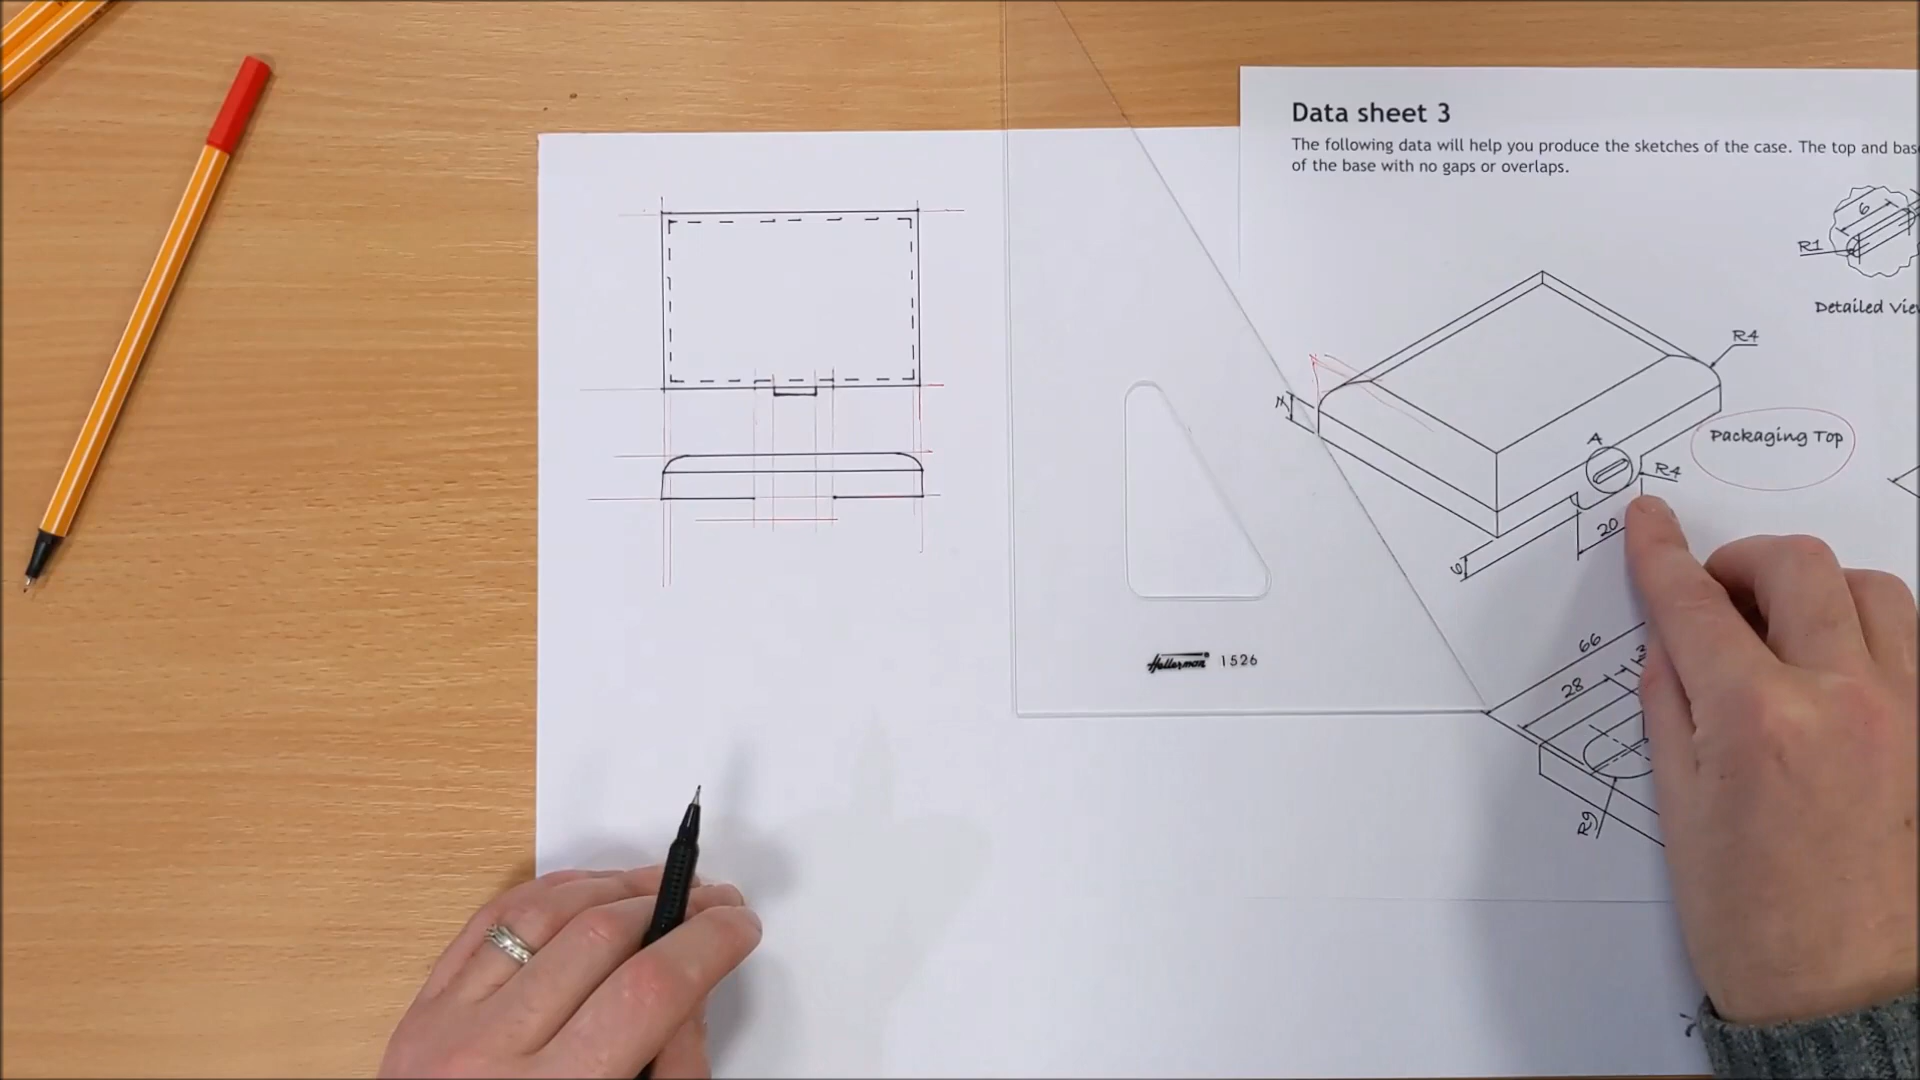 Data sheet 3
The following data will help you produce the sketches of the case. The top and bas
of the base with no gaps or overlaps.
6
R1
Detailed Vie
R4
A
Packaging Top
R4
20
6
66
28
Hellerman 1526
R9